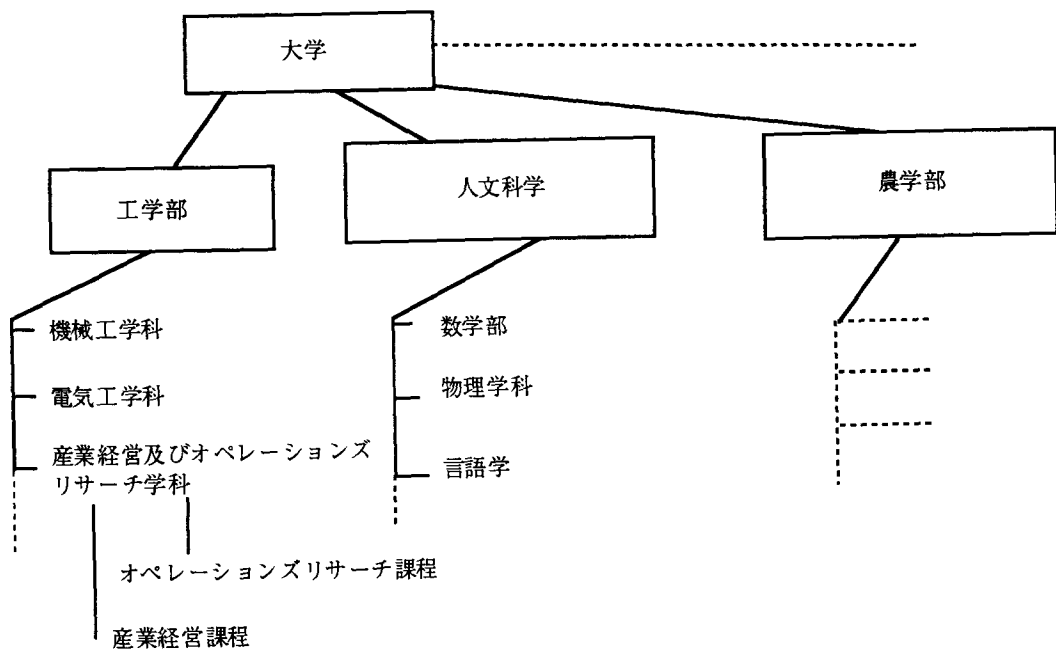 大学
工学部
人文科学
農学部
機械工学科
電気工学科
産業経営及びオペレーションズ
リサーチ学科
オペレーションズリサーチ課程
産業経営課程
数学部
物理学科
言語学